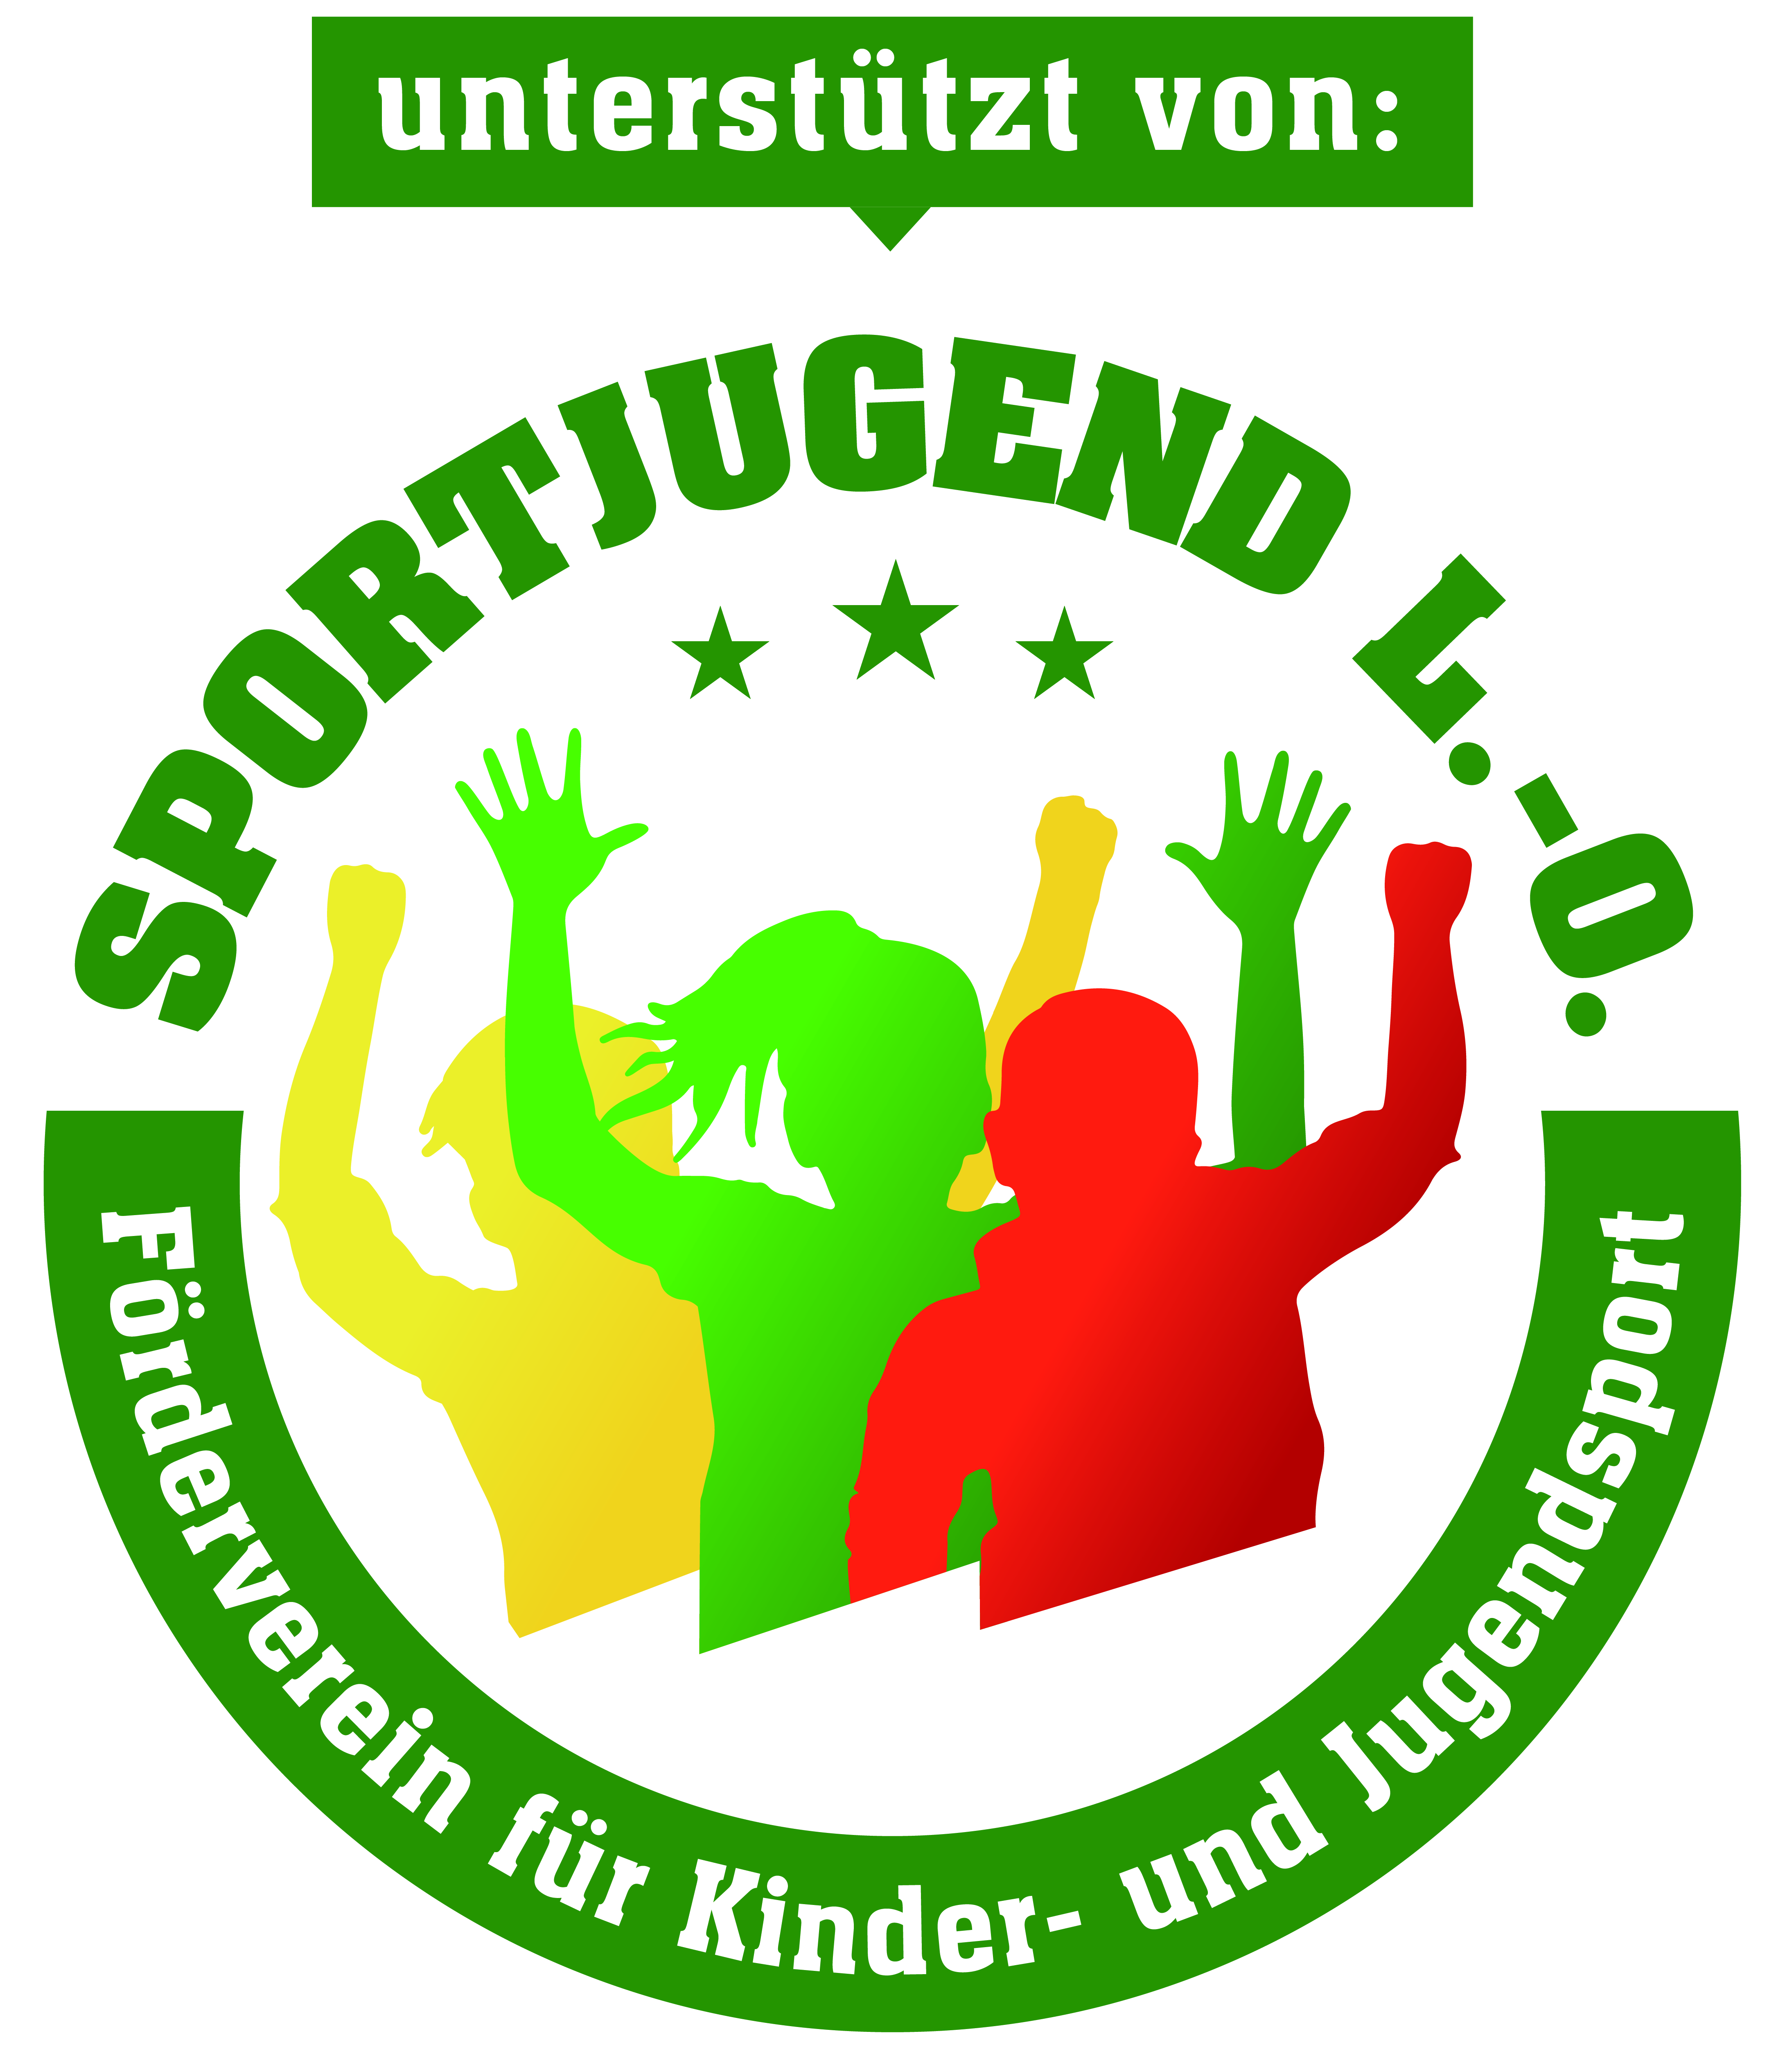 unterstützt von:
SPORTJUGEND L.-O.
FörderVerein für Kinder- und Jugendsport